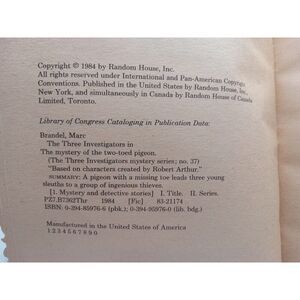 Copyright © 1984 by Random House, Inc.
All rights reserved under International and Pan-American Copyright
Conventions. Published in the United States by Random House, Inc.,
New York, and simultaneously in Canada by Random House of Canada
Limited, Toronto.
Library of Congress Cataloging in Publication Data:
Brandel, Marc
The Three Investigators in
The mystery of the two-toed pigeon.
(The Three Investigators mystery series; no. 37)
"Based on characters created by Robert Arthur."
SUMMARY: A pigeon with a missing toe leads three young
sleuths to a group of ingenious thieves.
[1. Mystery and detective stories] I. Title. II. Series.
PZ7.B7362Thr 1984 [Fic] 83-21174
ISBN: 0-394-85976-6 (pbk.); 0-394-95976-0 (lib. bdg.)
Manufactured in the United States of America
1 2 3 4 5 6 7 8 9 0